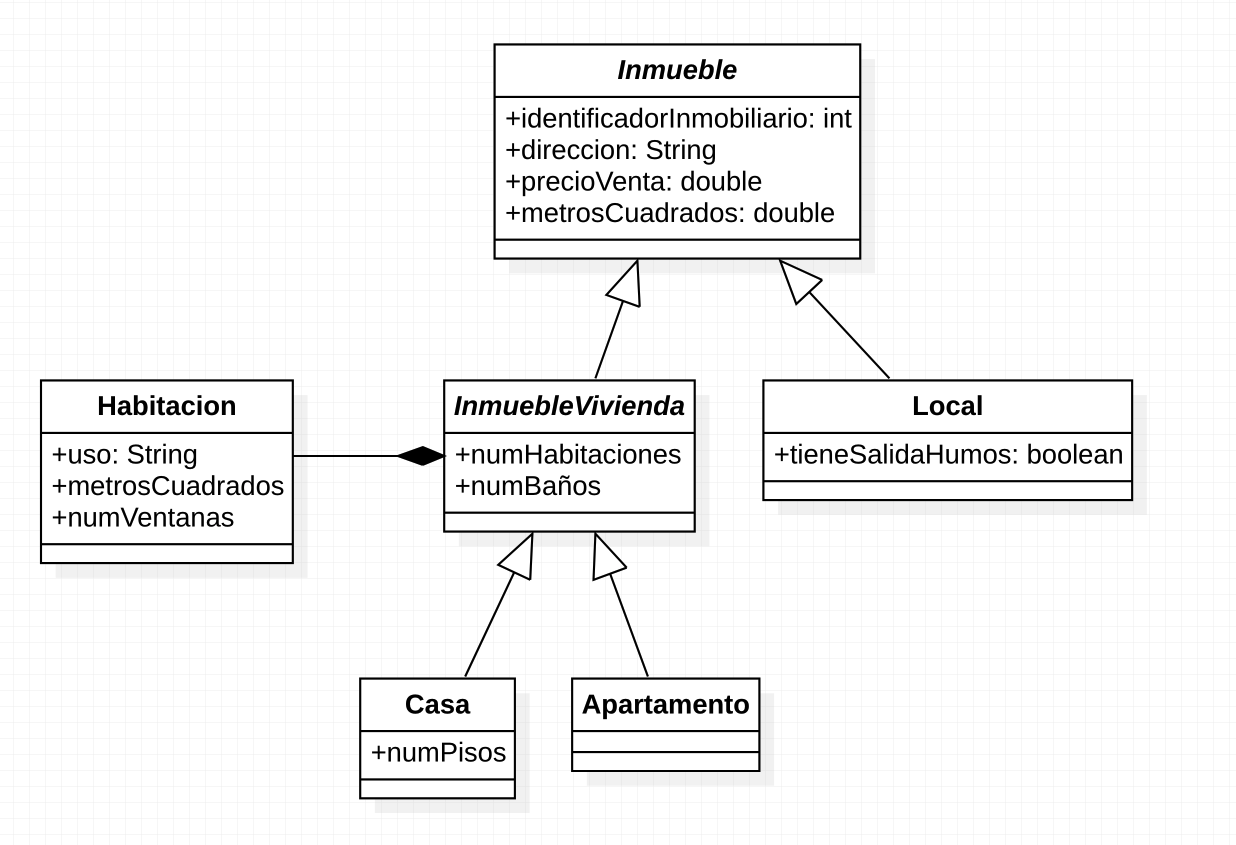 Inmueble
+identificadorInmobiliario: int
+direccion: String
+precioVenta: double
+metrosCuadrados: double
Habitacion
+uso: String
+metrosCuadrados
+numVentanas
InmuebleVivienda
+numHabitaciones
+numBaños
Local
+tieneSalidaHumos: boolean
Casa
+numPisos
Apartamento